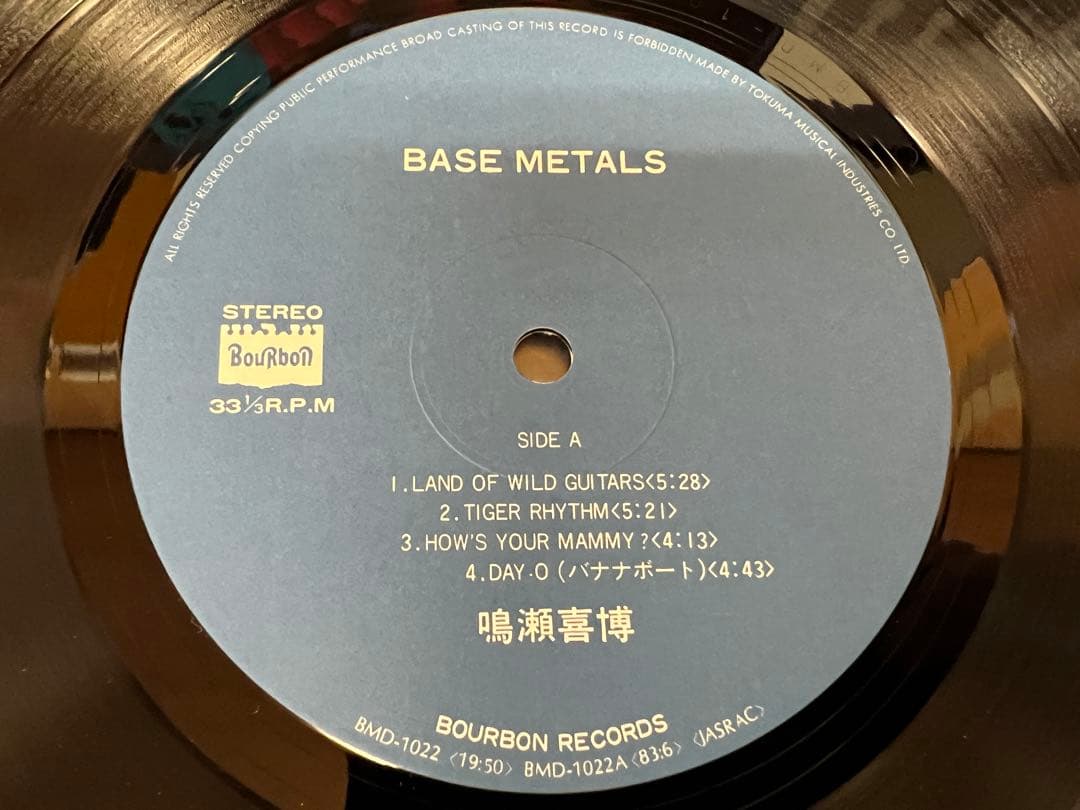 ALL RIGHTS RESERVED COPYING PUBLIC PERFORMANCE BROAD CASTING OF THIS RECORD IS FORBIDDEN MADE BY TOKUMA MUSICAL INDUSTRIES CO. LTD.
BASE METALS
STEREO
BouRbon
33⅓R.P.M
SIDE A
1.LAND OF WILD GUITARS<5:28>
2.TIGER RHYTHM<5:21>
3.HOW'S YOUR MAMMY?<4:13>
4.DAY-O (バナナボート)<4:43>
鳴瀬喜博
BOURBON RECORDS
BMD-1022 <19:50> BMD-1022A <83:6> <JASRAC>